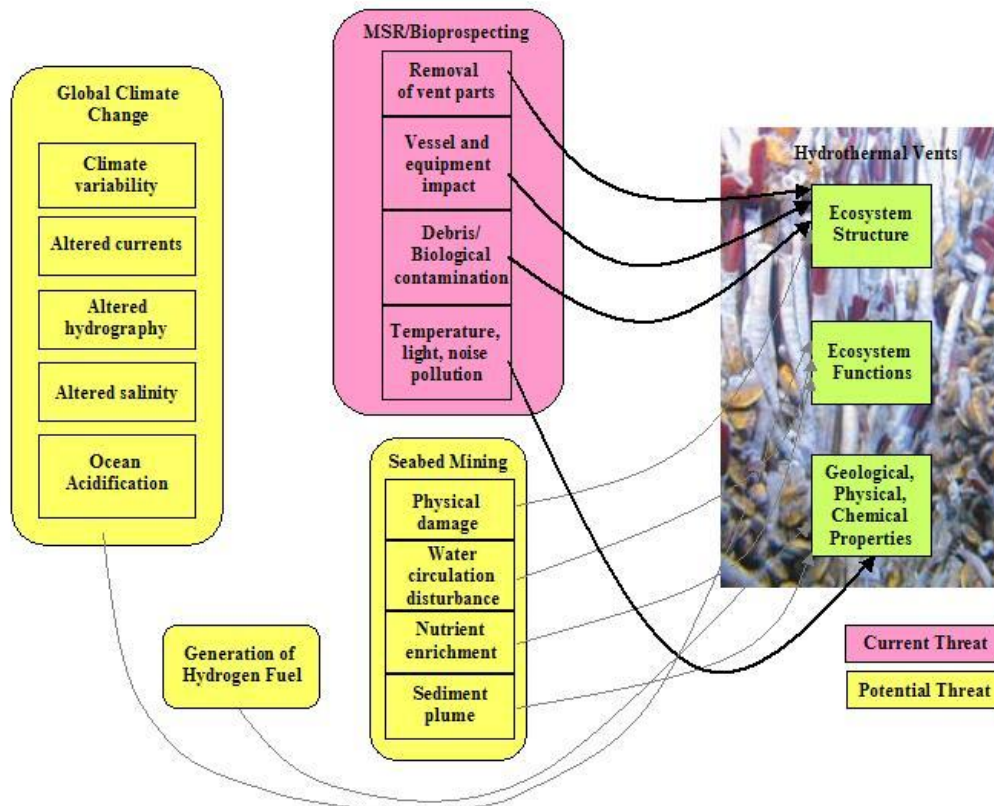 MSR/Bioprospecting
Removal
of vent parts
Vessel and
equipment
impact
Debris/
Biological
contamination
Temperature,
light, noise
pollution
Global Climate
Change
Climate
variability
Altered currents
Altered
hydrography
Altered salinity
Ocean
Acidification
Hydrothermal Vents
Ecosystem
Structure
Ecosystem
Functions
Geological,
Physical,
Chemical
Properties
Seabed Mining
Physical
damage
Water
circulation
disturbance
Nutrient
enrichment
Sediment
plume
Generation of
Hydrogen Fuel
Current Threat
Potential Threat